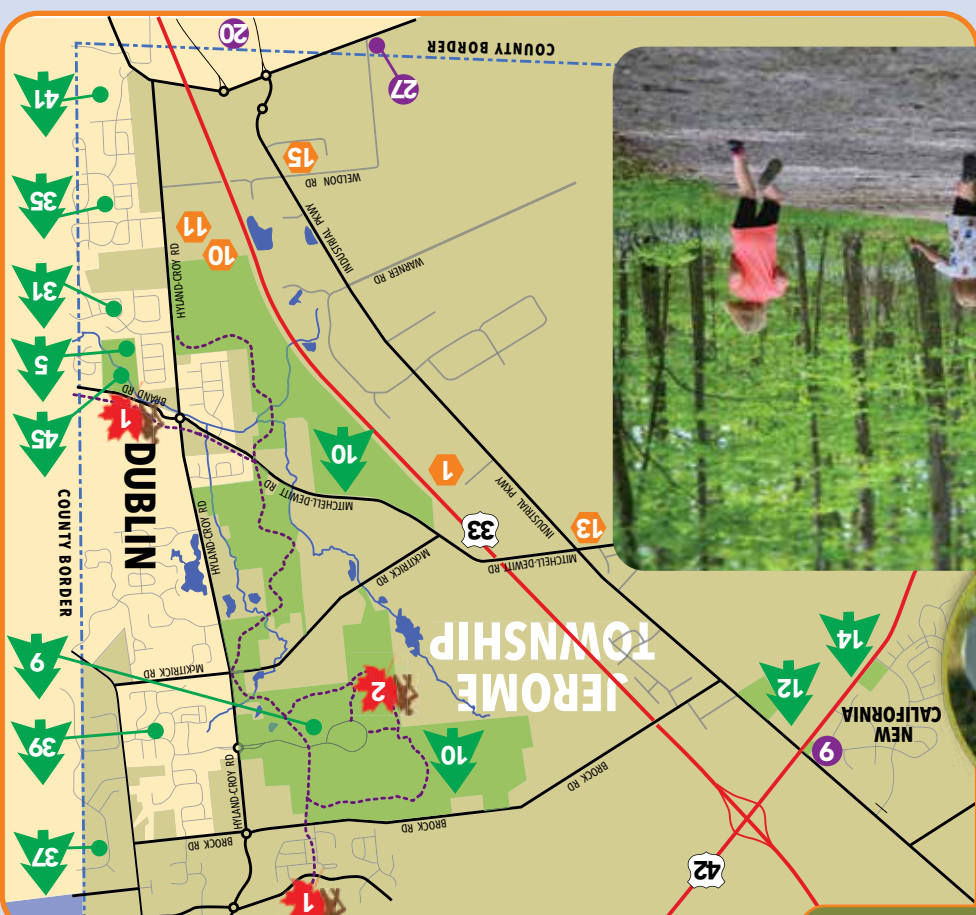 1
42
37
BROCK RD
BROCK RD
BROCK RD
HYLAND-CROY RD
6
10
39
NEW
CALIFORNIA
14
12
JEROME
TOWNSHIP
2
McKITRICK RD
6
COUNTY BORDER
MITCHELL-DEWITT RD
McKITRICK RD
HYLAND-CROY RD
DUBLIN
13
33
INDUSTRIAL PKWY
MITCHELL-DEWITT RD
1
10
45
1
BRAND RD
5
31
WARNER RD
INDUSTRIAL PKWY
HYLAND-CROY RD
10
11
35
WELDON RD
15
41
27
COUNTY BORDER
20